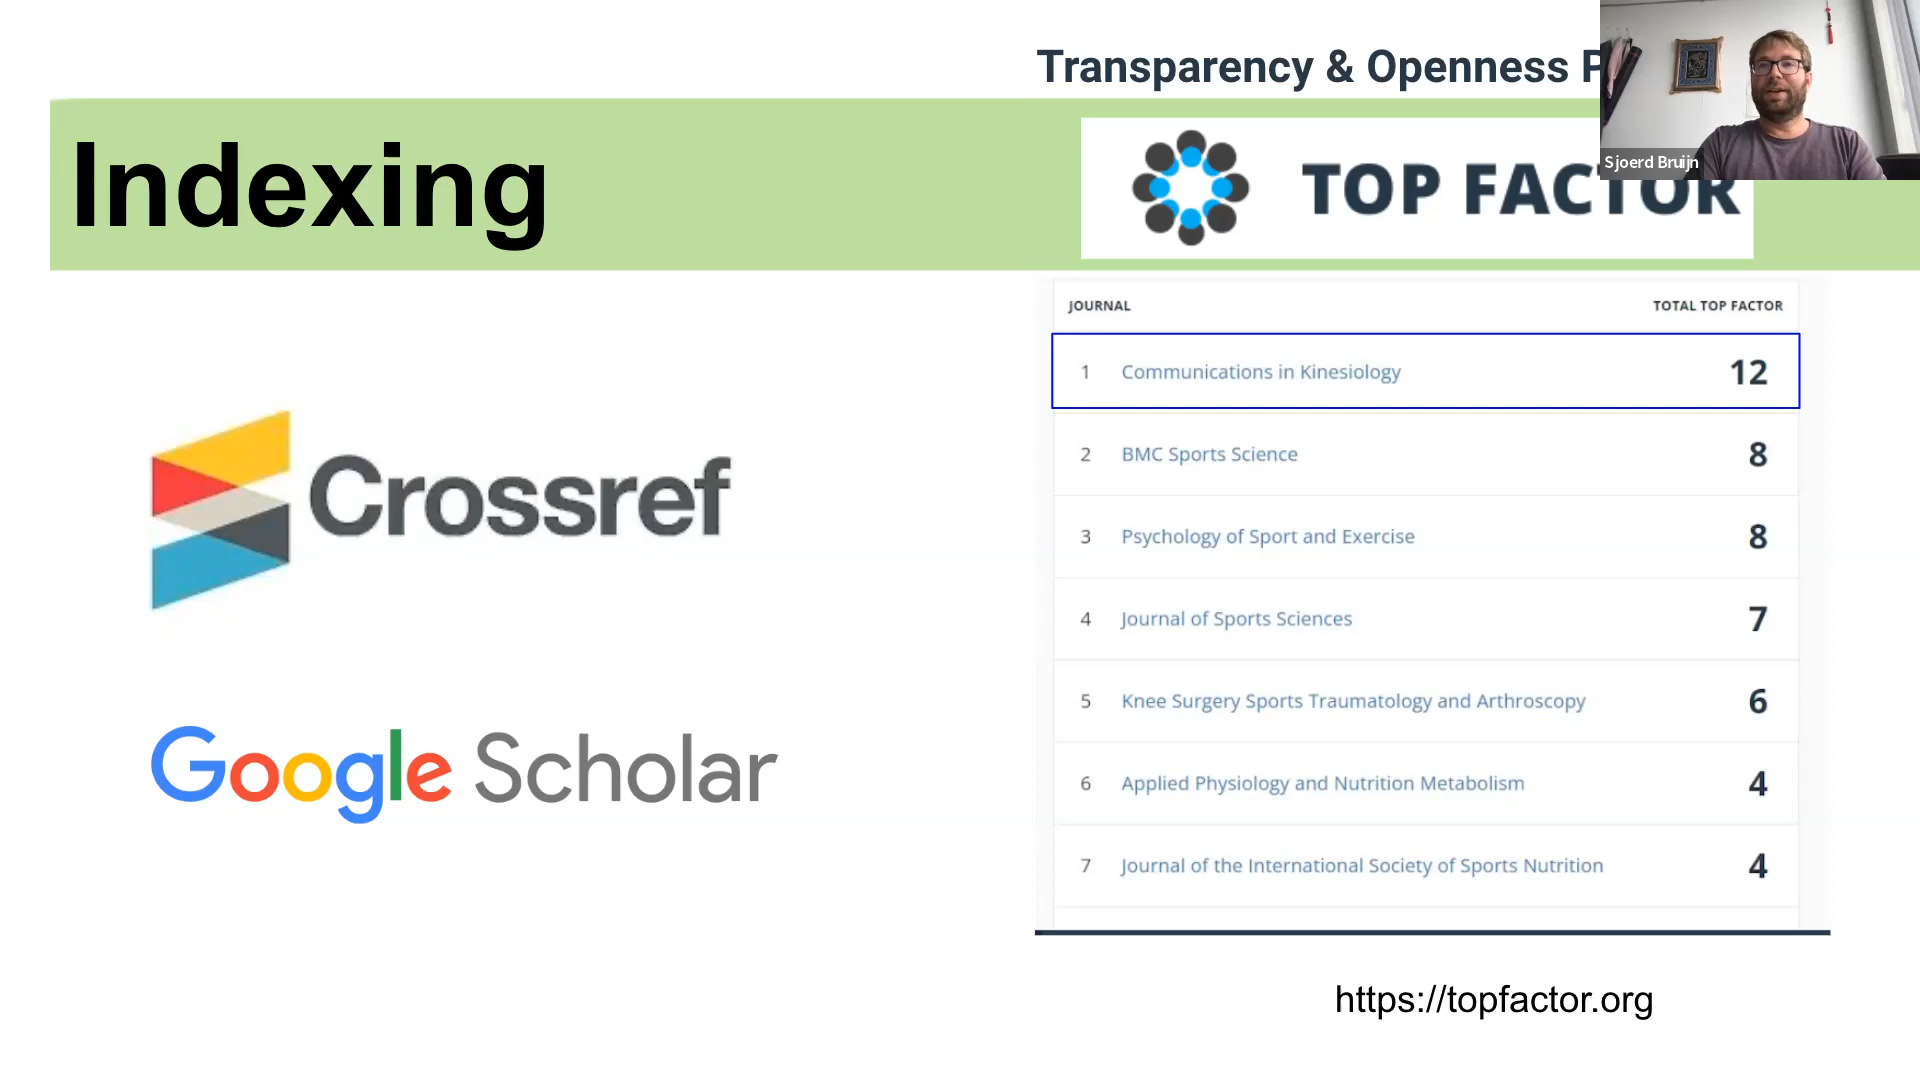 Transparency & Openness
Sjoerd Bruijn
Indexing
TOP FACTOR
JOURNAL TOTAL TOP FACTOR
1 Communications in Kinesiology 12
2 BMC Sports Science 8
3 Psychology of Sport and Exercise 8
4 Journal of Sports Sciences 7
5 Knee Surgery Sports Traumatology and Arthroscopy 6
6 Applied Physiology and Nutrition Metabolism 4
7 Journal of the International Society of Sports Nutrition 4
Crossref
Google Scholar
https://topfactor.org